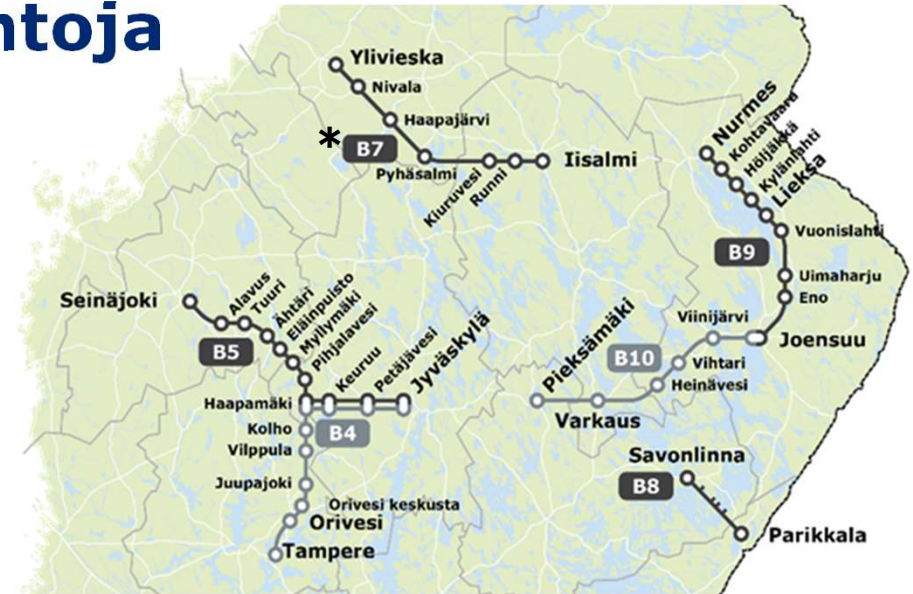 ntoja
Ylivieska
Nivala
Haapajärvi
*
B7
Pyhäsalmi
Kiuruvesi
Runni
Iisalmi
Nurmes
Kohtavaara
Höljäkkä
Kylänlahti
Lieksa
Vuonislahti
B9
Uimaharju
Eno
Joensuu
Viinijärvi
B10
Vihtari
Heinävesi
Pieksämäki
Varkaus
Seinäjoki
Alavus
Tuuri
Ähtäri
Eläinpuisto
Myllymäki
Pihjalavesi
B5
Haapamäki
Keuruu
Petäjävesi
Jyväskylä
B4
Kolho
Vilppula
Juupajoki
Orivesi keskusta
Orivesi
Tampere
Savonlinna
B8
Parikkala